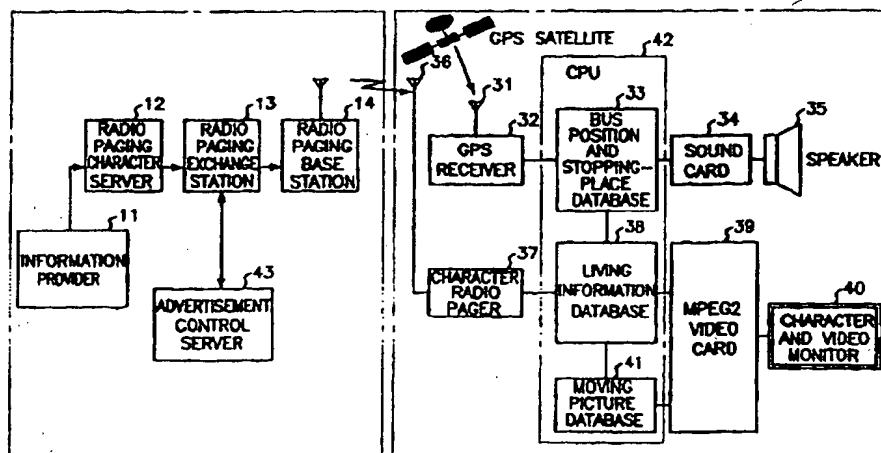 GPS SATELLITE
42
36
CPU
31
12
13
14
33
35
RADIO
PAGING
CHARACTER
SERVER
RADIO
PAGING
EXCHANGE
STATION
RADIO
PAGING
BASE
STATION
32
GPS
RECEIVER
BUS
POSITION
AND
STOPPING-
PLACE
DATABASE
34
SOUND
CARD
SPEAKER
11
INFORMATION
PROVIDER
43
ADVERTISEMENT
CONTROL
SERVER
37
CHARACTER
RADIO
PAGER
38
LIVING
INFORMATION
DATABASE
39
MPEG2
VIDEO
CARD
40
CHARACTER
AND VIDEO
MONITOR
41
MOVING
PICTURE
DATABASE